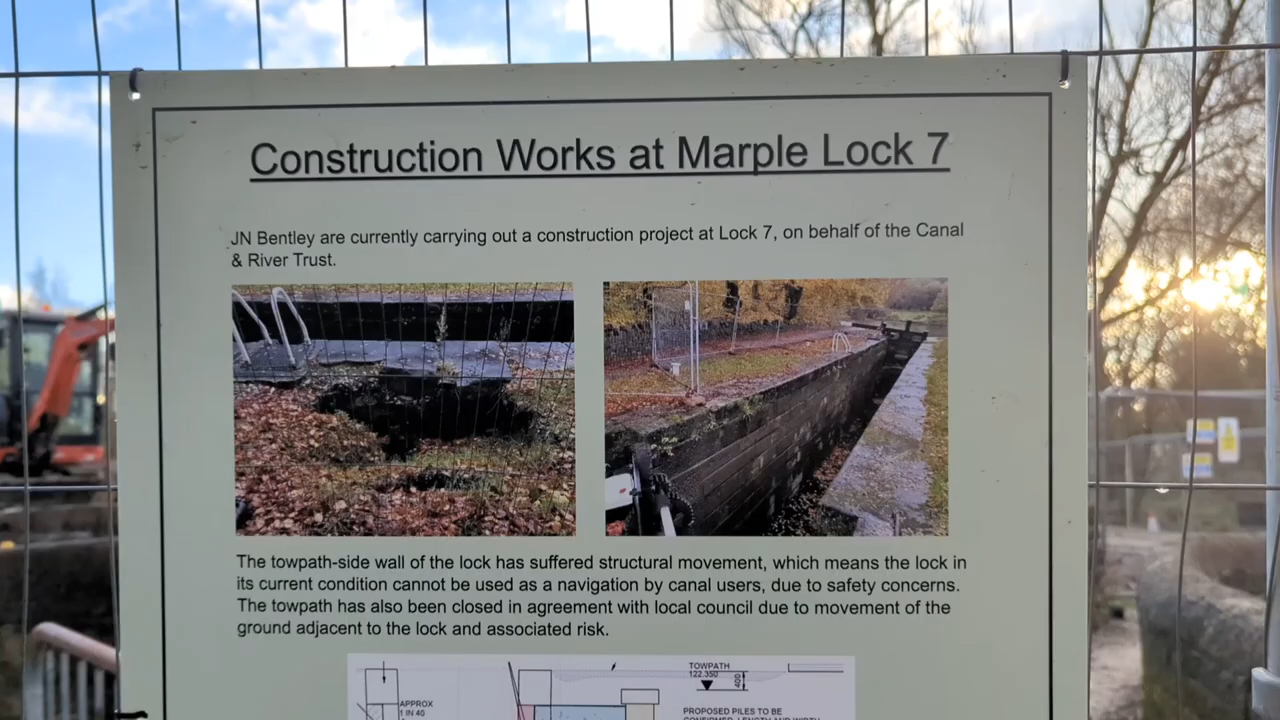 Construction Works at Marple Lock 7
JN Bentley are currently carrying out a construction project at Lock 7, on behalf of the Canal
& River Trust.
The towpath-side wall of the lock has suffered structural movement, which means the lock in
its current condition cannot be used as a navigation by canal users, due to safety concerns.
The towpath has also been closed in agreement with local council due to movement of the
ground adjacent to the lock and associated risk.
TOWPATH
122.350
400
APPROX
1 IN 40
PROPOSED PILES TO BE
CONFIRMED, LENGTH AND WIDTH